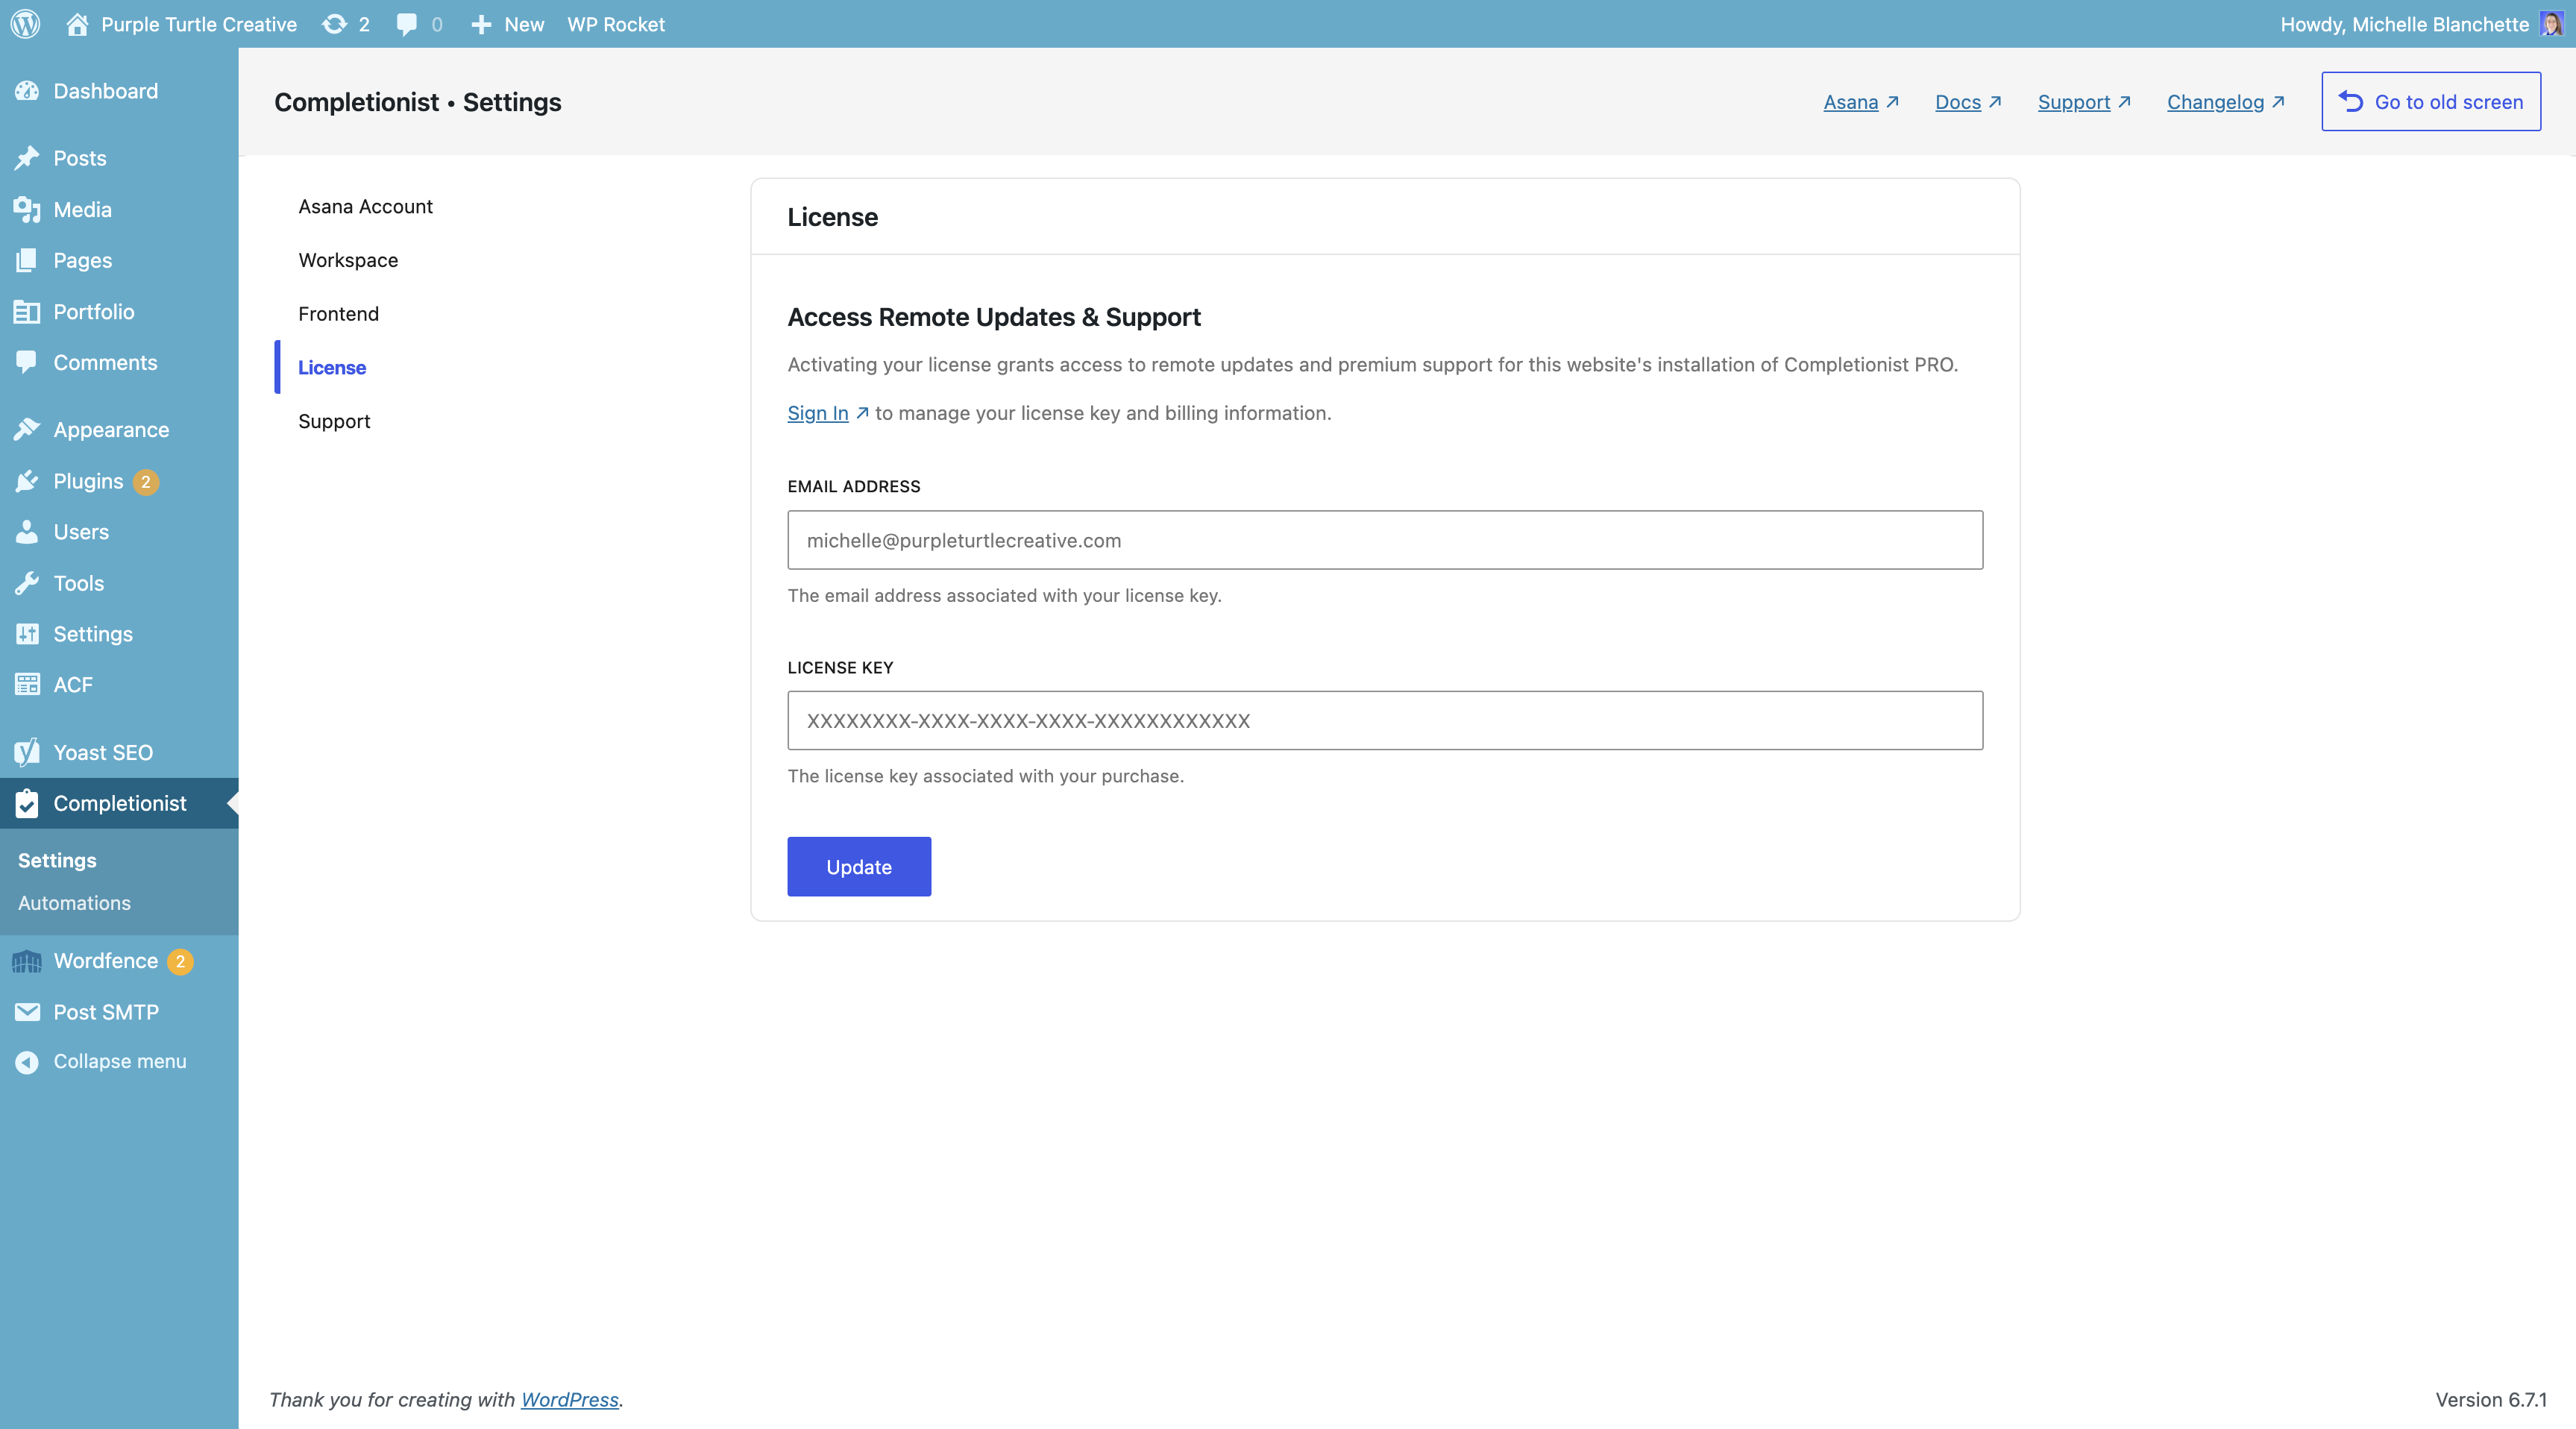 Purple Turtle Creative 2 0 New WP Rocket Howdy, Michelle Blanchette
Dashboard
Posts
Media
Pages
Portfolio
Comments
Appearance
Plugins 2
Users
Tools
Settings
ACF
Yoast SEO
Completionist
Settings
Automations
Wordfence 2
Post SMTP
Collapse menu
Completionist • Settings
Asana Docs Support Changelog Go to old screen
Asana Account
Workspace
Frontend
License
Support
License
Access Remote Updates & Support
Activating your license grants access to remote updates and premium support for this website's installation of Completionist PRO.
Sign In to manage your license key and billing information.
EMAIL ADDRESS
michelle@purpleturtlecreative.com
The email address associated with your license key.
LICENSE KEY
XXXXXXXX-XXXX-XXXX-XXXX-XXXXXXXXXXXX
The license key associated with your purchase.
Update
Thank you for creating with WordPress.
Version 6.7.1